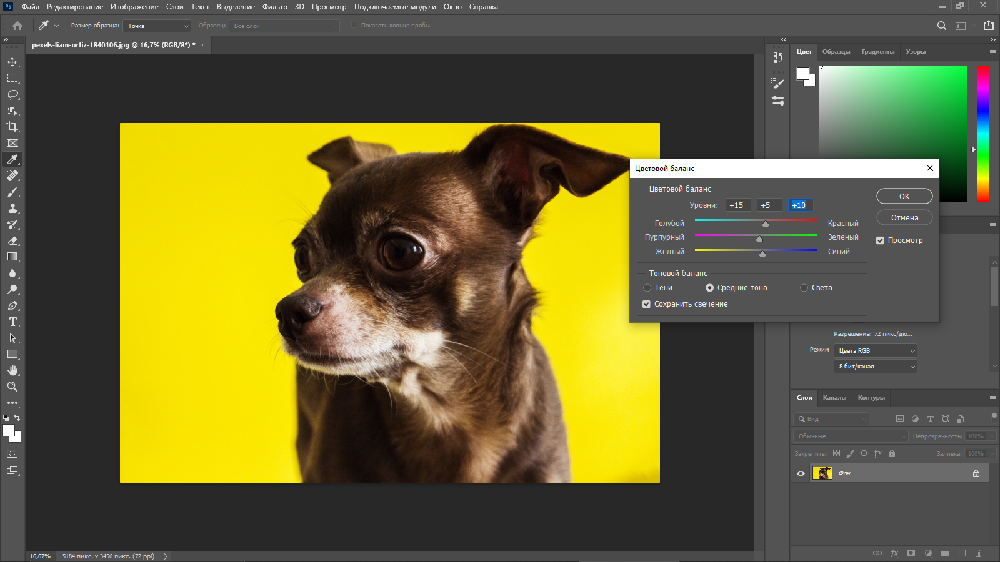 Ps Файл Редактирование Изображение Слои Текст Выделение Фильтр 3D Просмотр Подключаемые модули Окно Справка
Размер образца: Точка Образец: Все слои Показать кольцо пробы
pexels-liam-ortiz-1840106.jpg @ 16,7% (RGB/8*) * ×
Цвет Образцы Градиенты Узоры
Цветовой баланс
Цветовой баланс
Уровни: +15 +5 +10
Голубой Красный
Пурпурный Зеленый
Желтый Синий
Тоновой баланс
Тени Средние тона Света
Сохранить свечение
OK
Отмена
Просмотр
Разрешение: 72 пикс/дю...
Режим Цвета RGB
8 бит/канал
Слои Каналы Контуры
Вид
Обычные Непрозрачность: 100%
Закрепить: Заливка: 100%
Фон
fx
16,67% 5184 пикс. x 3456 пикс. (72 ppi)